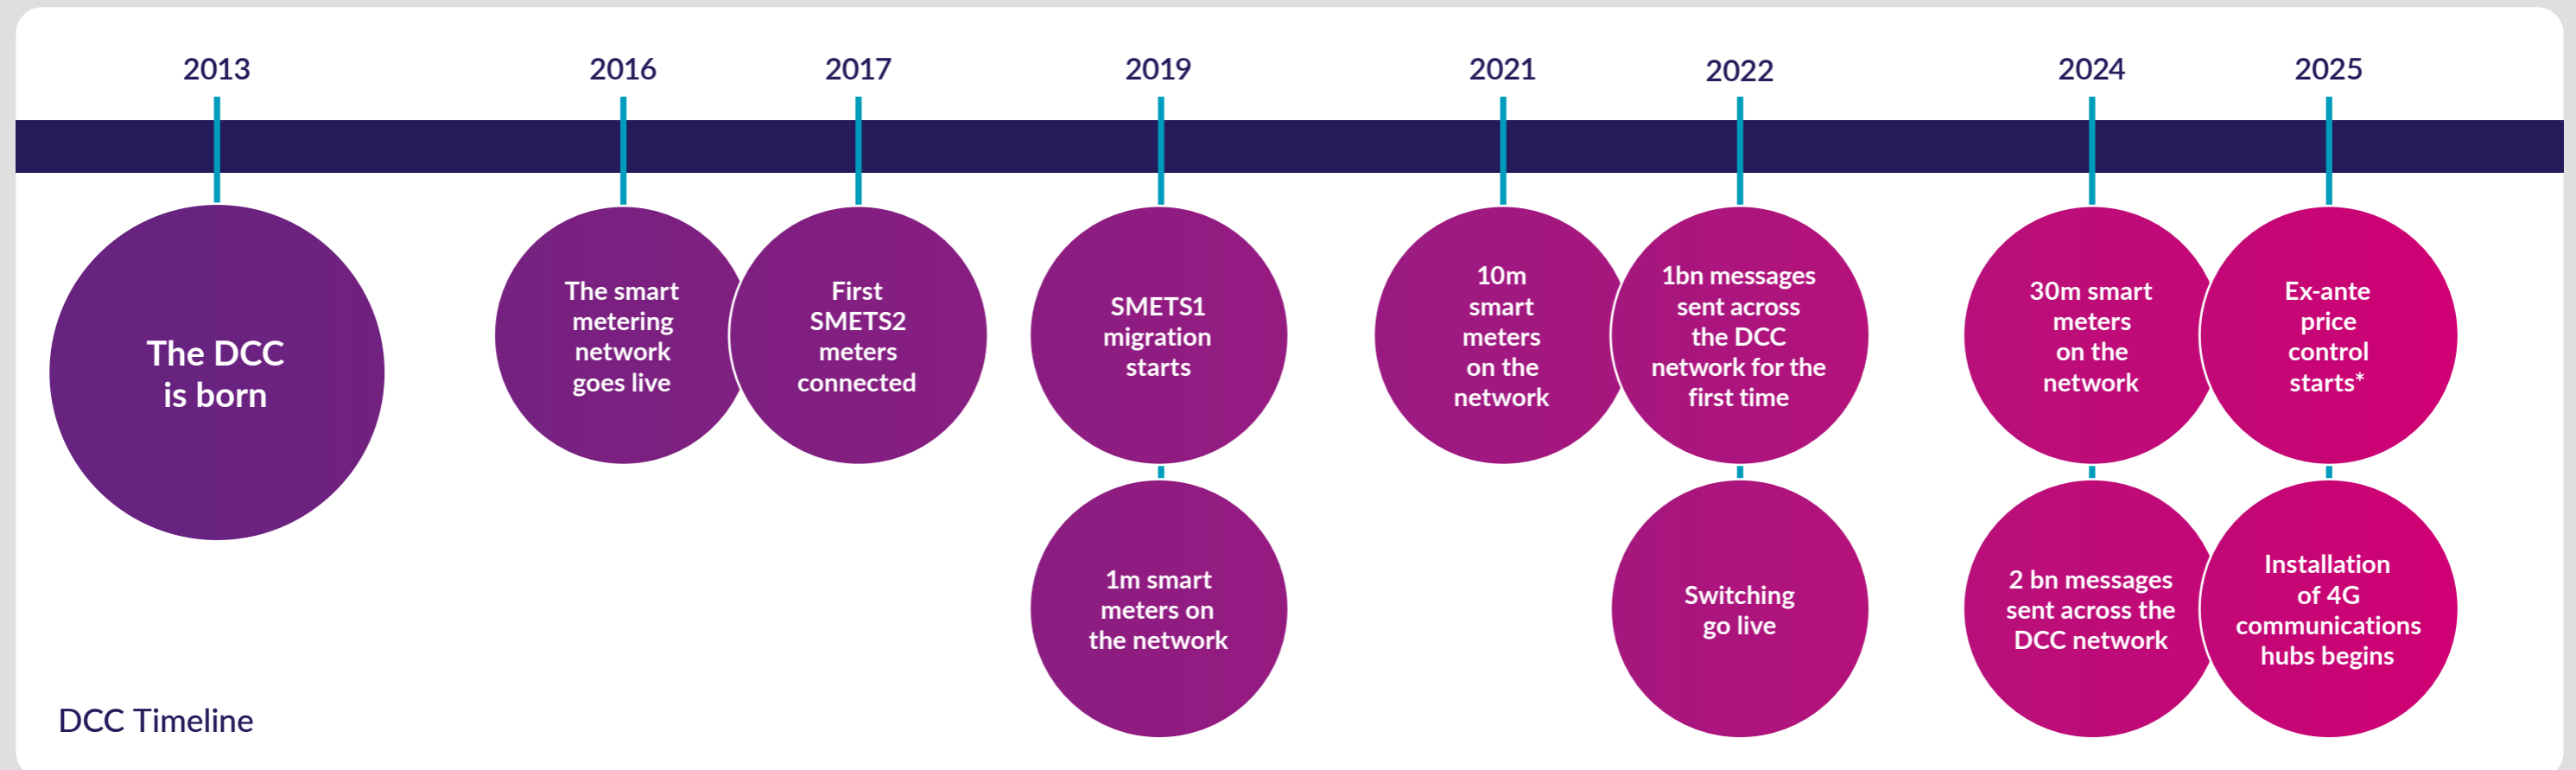 2013
The DCC
is born
2016
The smart
metering
network
goes live
2017
First
SMETS2
meters
connected
2019
SMETS1
migration
starts
1m smart
meters on
the network
2021
10m
smart
meters
on the
network
2022
1bn messages
sent across
the DCC
network for the
first time
Switching
go live
2024
30m smart
meters
on the
network
2 bn messages
sent across the
DCC network
2025
Ex-ante
price
control
starts*
Installation
of 4G
communications
hubs begins
DCC Timeline